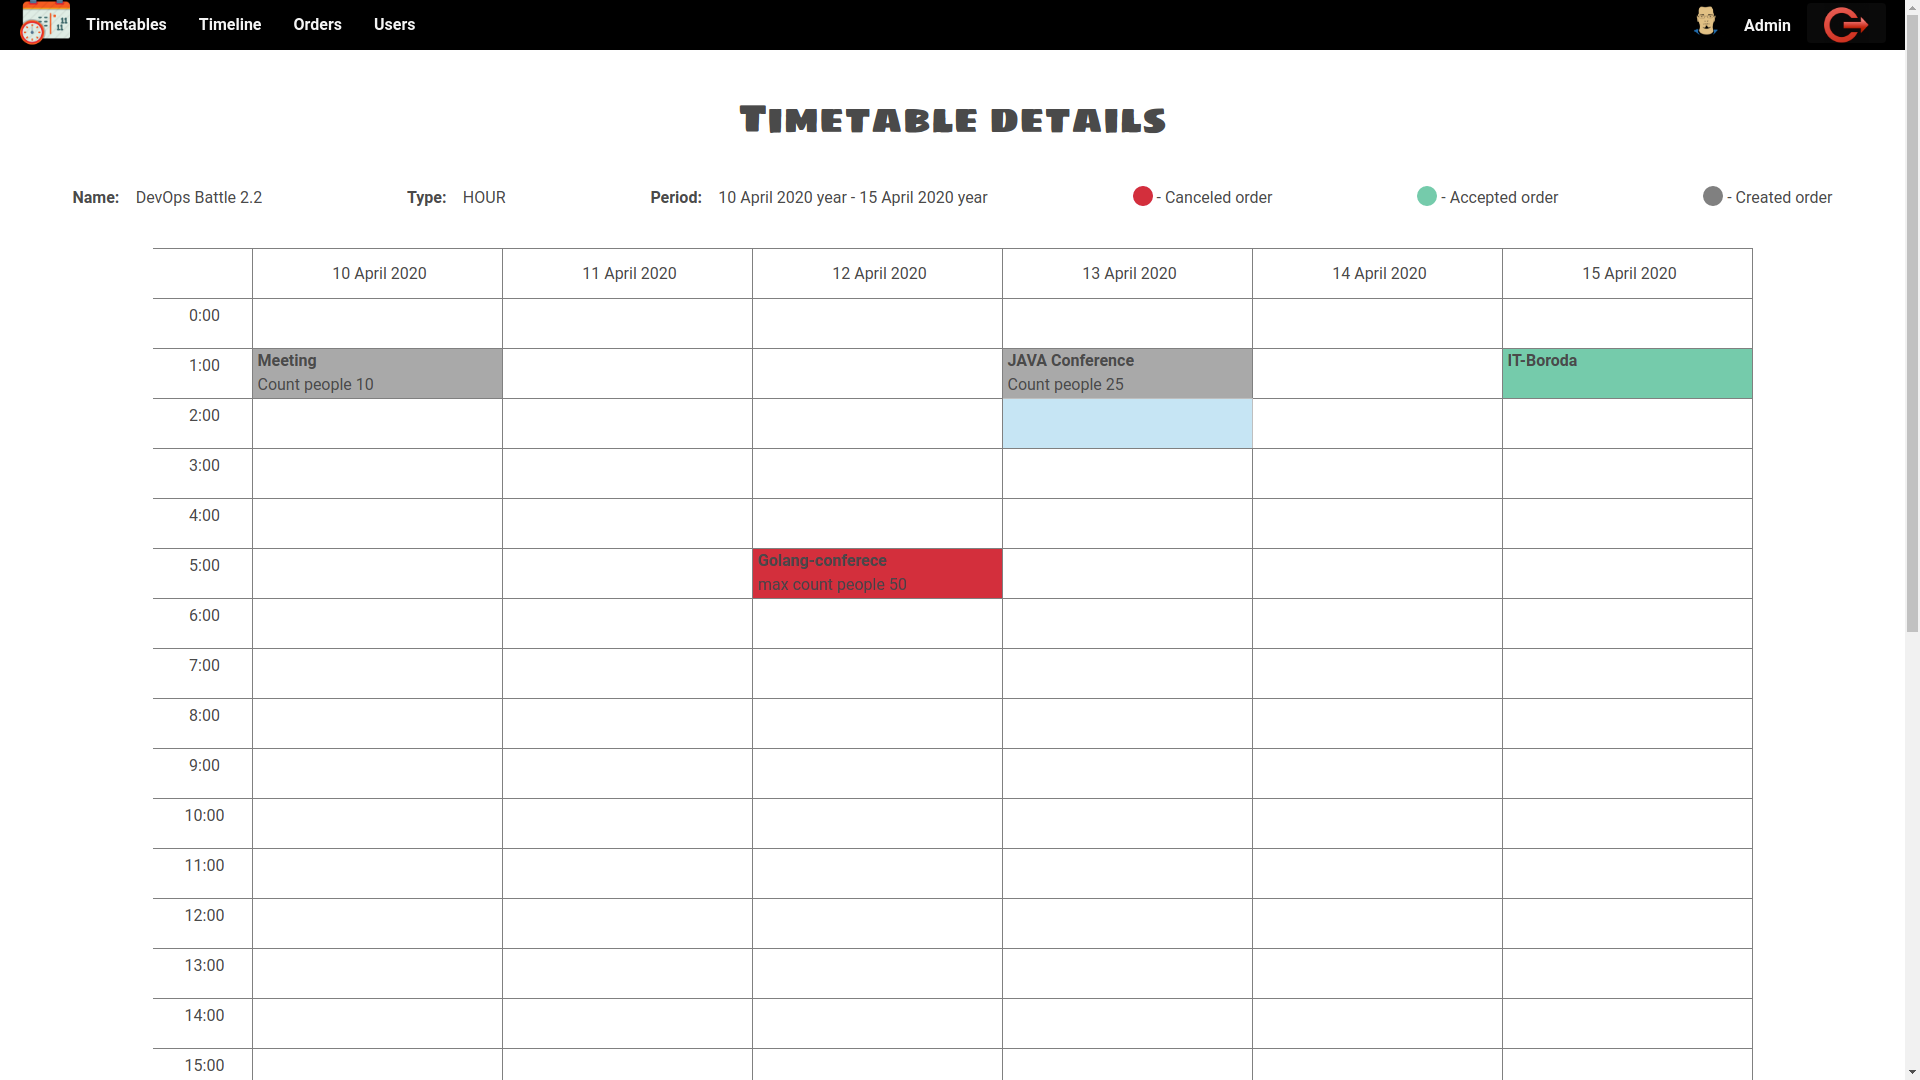 Timetables Timeline Orders Users Admin
Timetable details
Name: DevOps Battle 2.2 Type: HOUR Period: 10 April 2020 year - 15 April 2020 year - Canceled order - Accepted order - Created order
10 April 2020 11 April 2020 12 April 2020 13 April 2020 14 April 2020 15 April 2020
0:00
1:00
Meeting
Count people 10
JAVA Conference
Count people 25
IT-Boroda
2:00
3:00
4:00
5:00
Golang-conferece
max count people 50
6:00
7:00
8:00
9:00
10:00
11:00
12:00
13:00
14:00
15:00